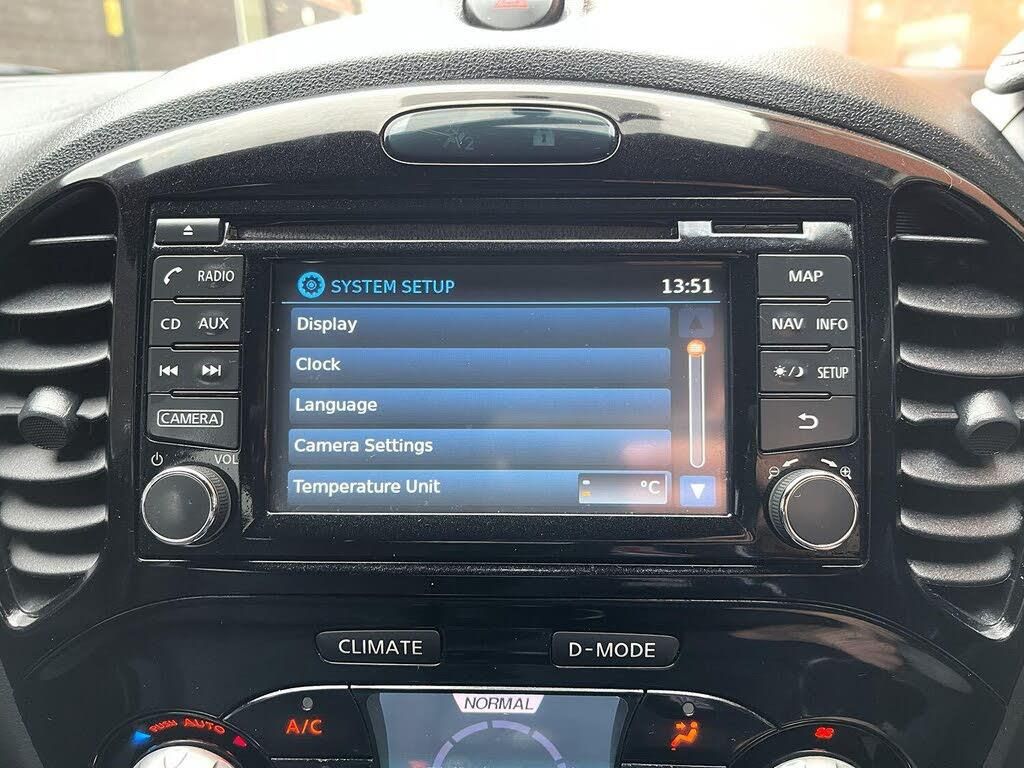 RADIO
CD AUX
CAMERA
VOL
SYSTEM SETUP 13:51
Display
Clock
Language
Camera Settings
Temperature Unit °C
MAP
NAV INFO
SETUP
CLIMATE
D-MODE
NORMAL
PUSH AUTO
A/C